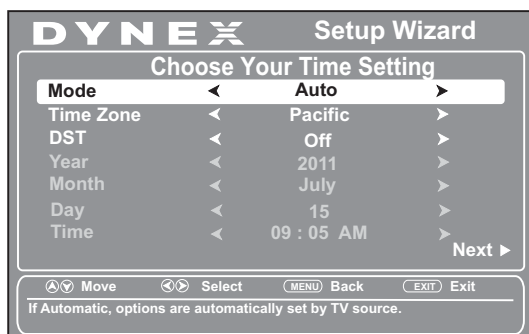 DYNEX Setup Wizard
Choose Your Time Setting
Mode Auto
Time Zone Pacific
DST Off
Year 2011
Month July
Day 15
Time 09 : 05 AM
Next
Move Select MENU Back EXIT Exit
If Automatic, options are automatically set by TV source.